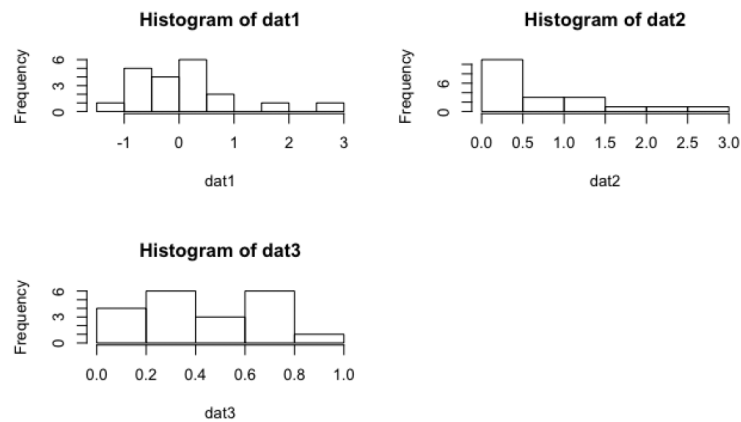 Histogram of dat1
Frequency
6
3
0
-1 0 1 2 3
dat1
Histogram of dat2
Frequency
6
0
0.0 0.5 1.0 1.5 2.0 2.5 3.0
dat2
Histogram of dat3
Frequency
6
3
0
0.0 0.2 0.4 0.6 0.8 1.0
dat3